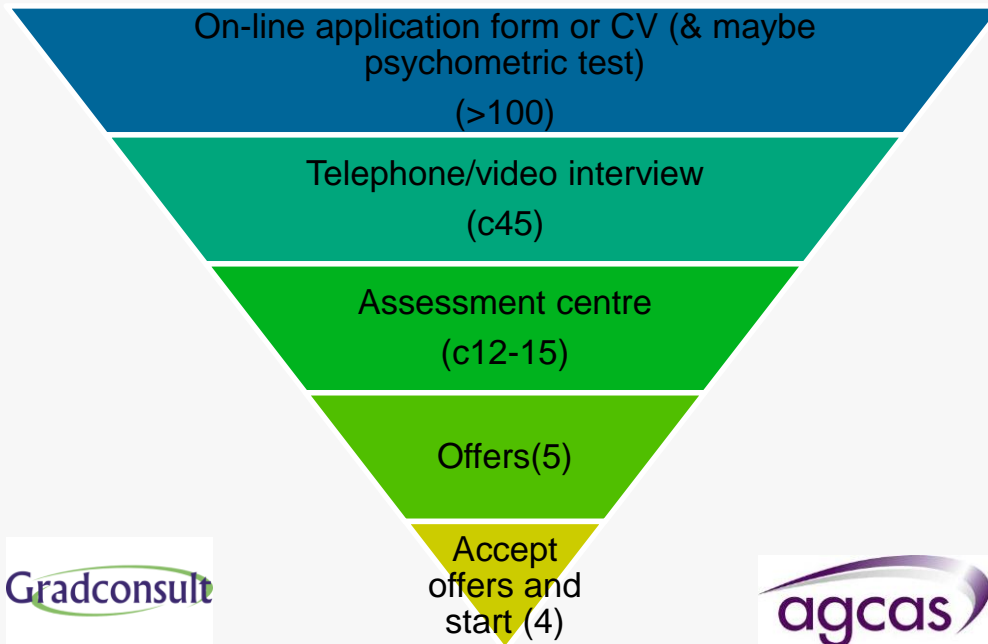 On-line application form or CV (& maybe
psychometric test)
(>100)
Telephone/video interview
(c45)
Assessment centre
(c12-15)
Offers(5)
Accept
offers and
start (4)
Gradconsult
agcas